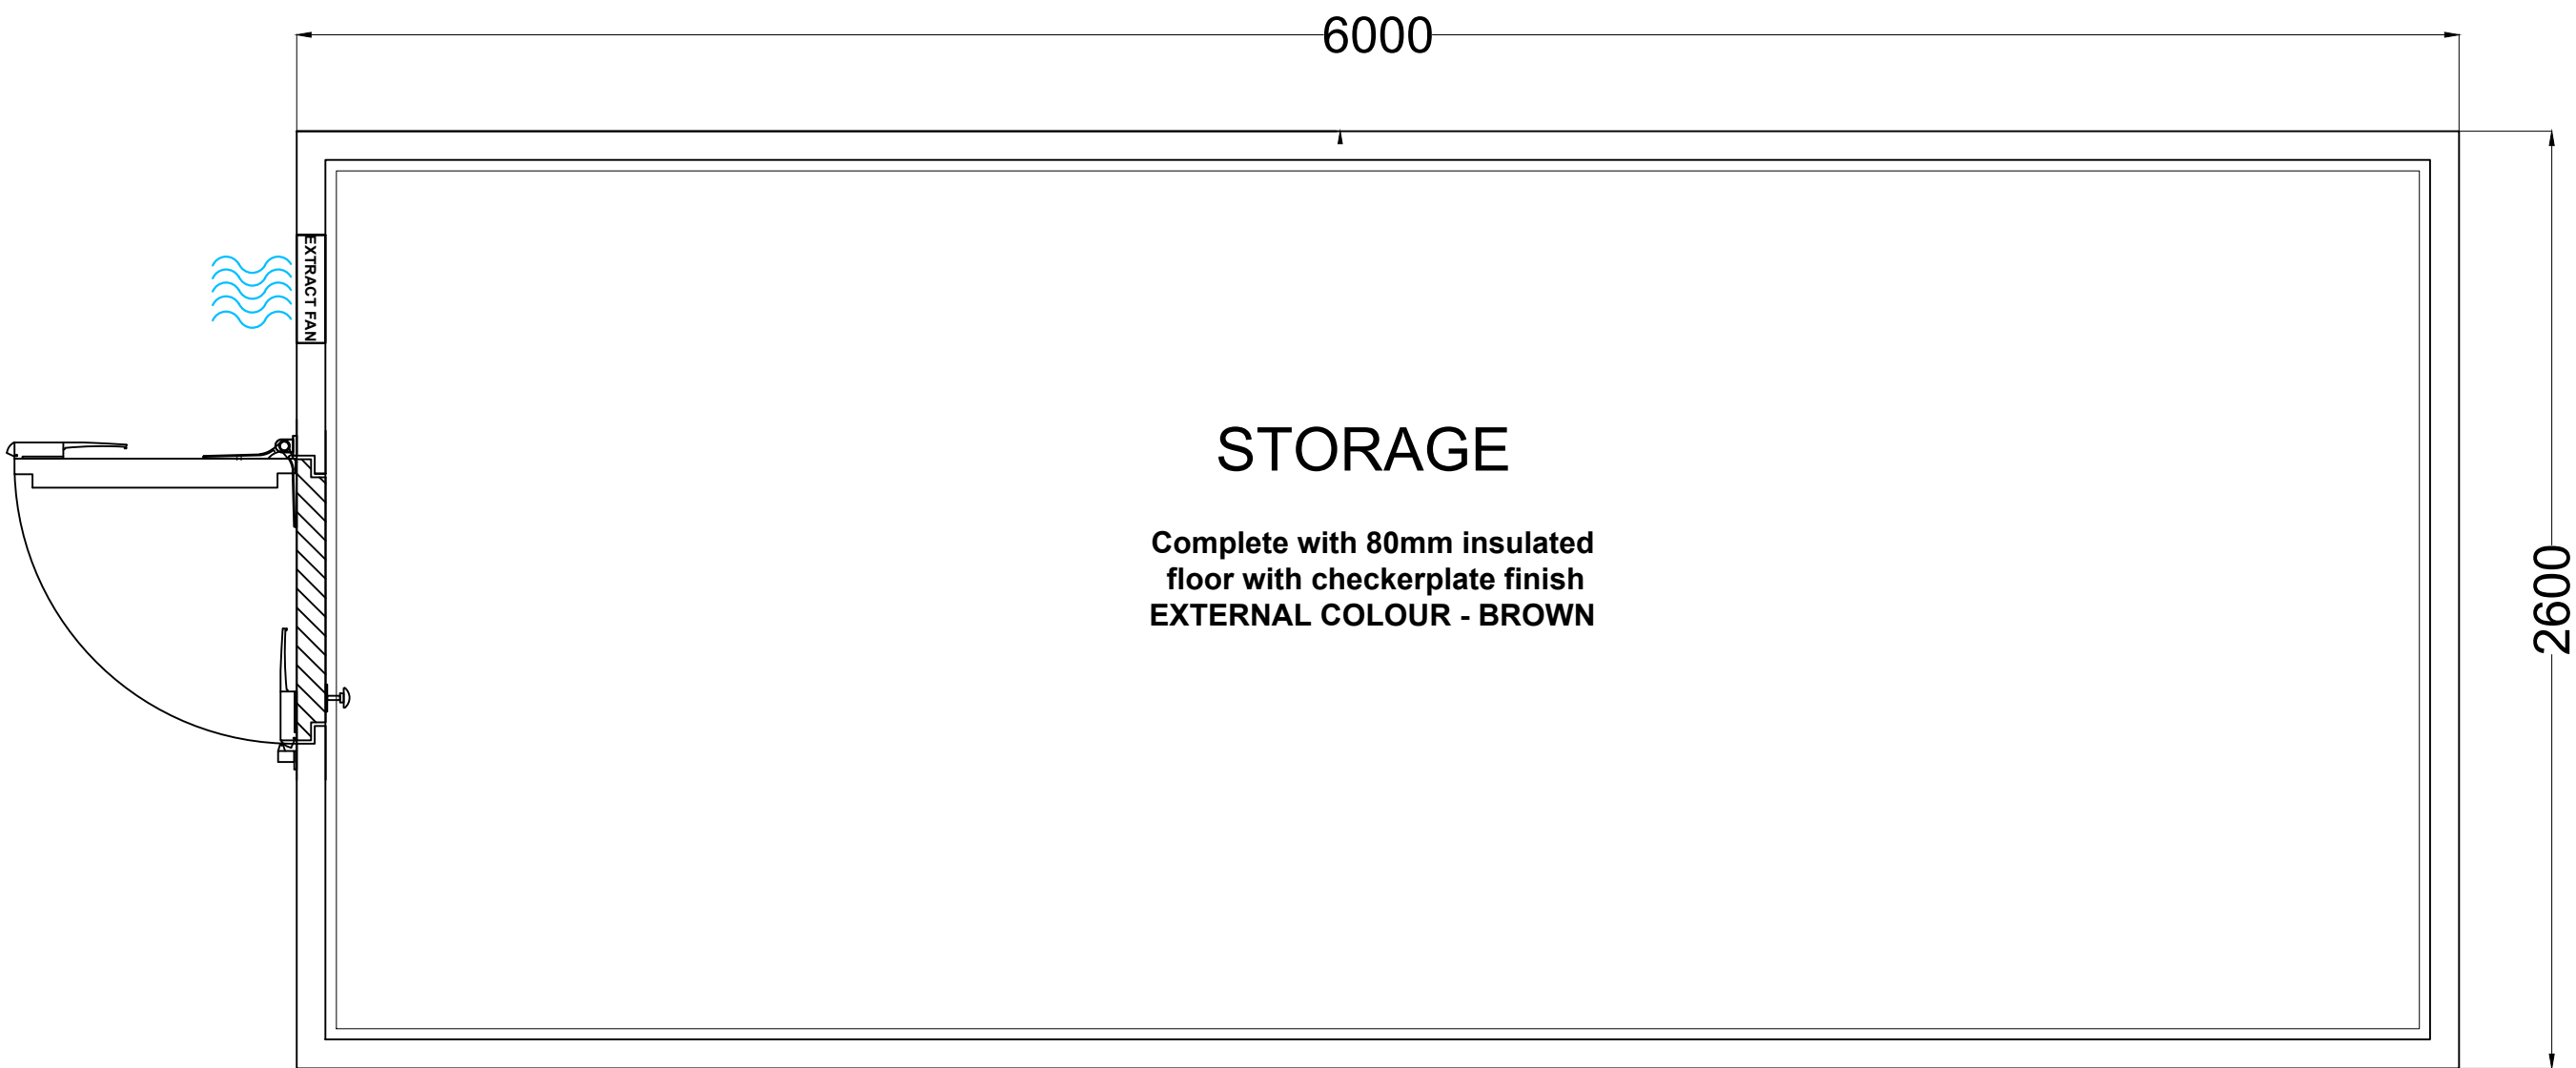 6000
EXTRACT FAN
STORAGE
Complete with 80mm insulated
floor with checkerplate finish
EXTERNAL COLOUR - BROWN
2600